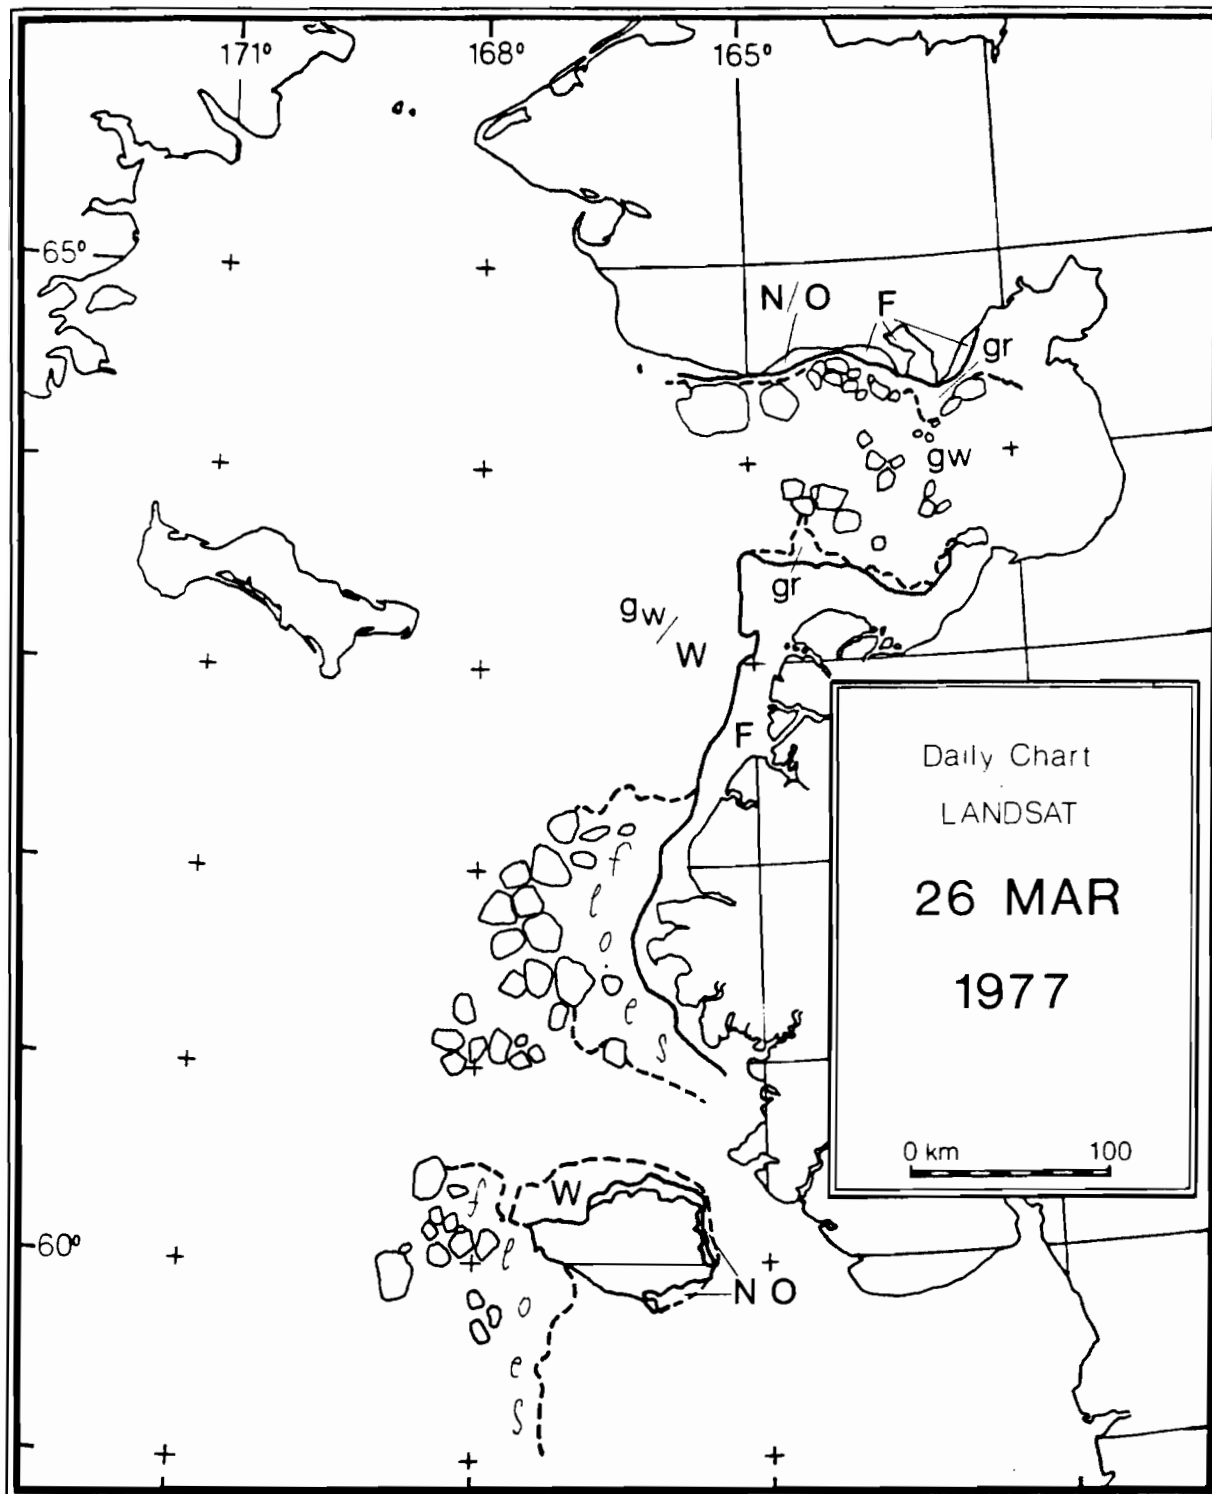 171° 168° 165°
65°
N/O F
gr
gw
gr
gw/W
F
floes
W
floes
60°
N O
Daily Chart
LANDSAT
26 MAR
1977
0 km 100